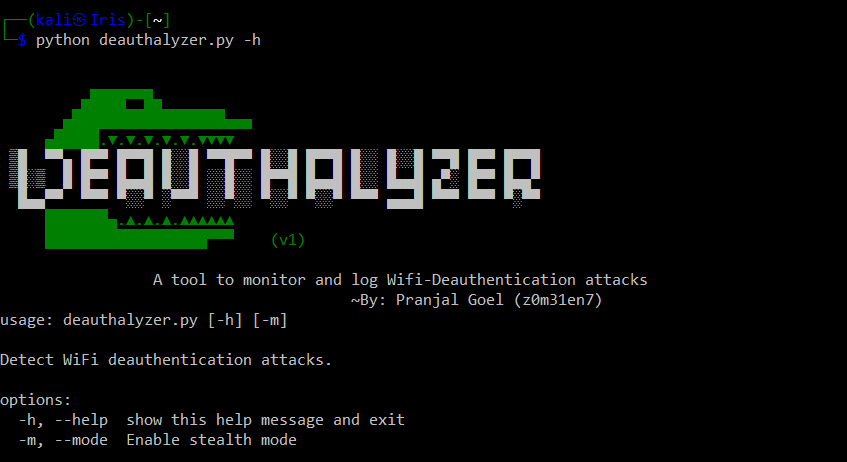 ┌──(kali㉿Iris)-[~]
└─$ python deauthalyzer.py -h
DEAUTHALYZER
(v1)
A tool to monitor and log Wifi-Deauthentication attacks
~By: Pranjal Goel (z0m31en7)
usage: deauthalyzer.py [-h] [-m]
Detect WiFi deauthentication attacks.
options:
-h, --help  show this help message and exit
-m, --mode  Enable stealth mode